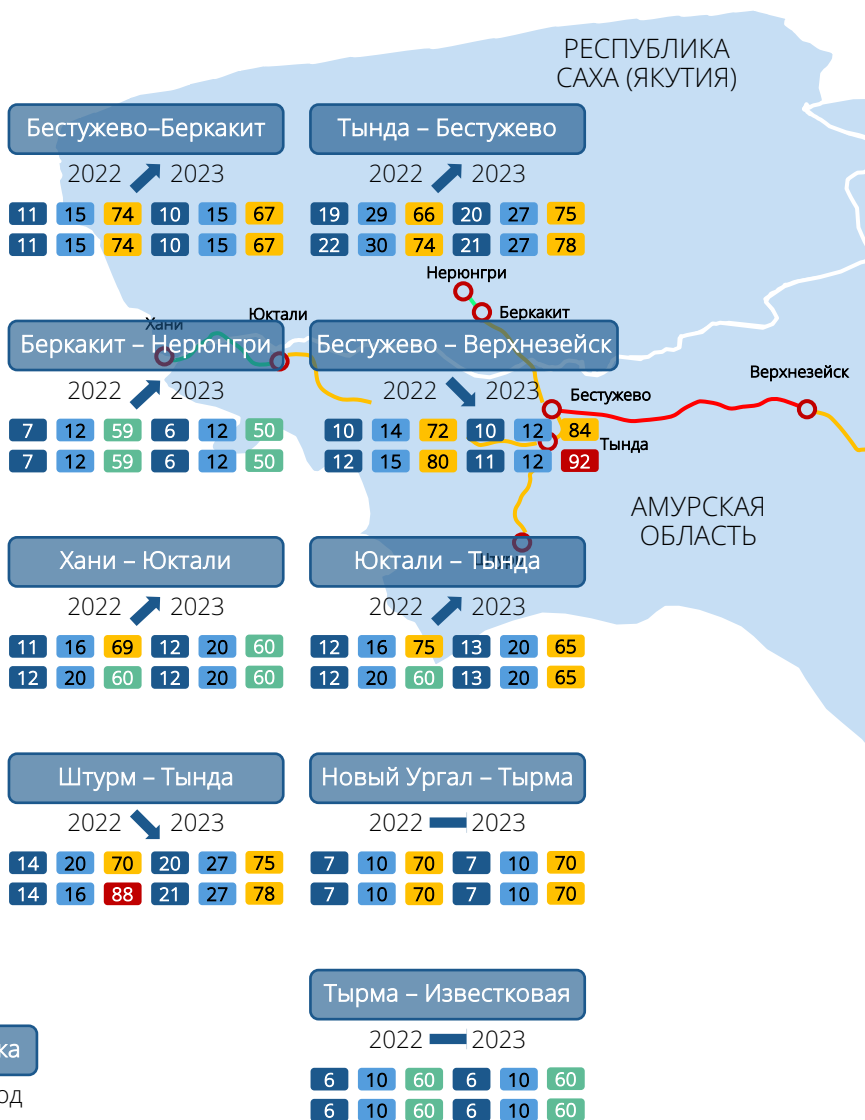 РЕСПУБЛИКА
САХА (ЯКУТИЯ)
Бестужево–Беркакит
2022 2023
11 15 74 10 15 67
11 15 74 10 15 67
Тында – Бестужево
2022 2023
19 29 66 20 27 75
22 30 74 21 27 78
Нерюнгри
Беркакит
Хани
Юктали
Верхнезейск
Бестужево
Тында
Беркакит – Нерюнгри
2022 2023
7 12 59 6 12 50
7 12 59 6 12 50
Бестужево – Верхнезейск
2022 2023
10 14 72 10 12 84
12 15 80 11 12 92
АМУРСКАЯ
ОБЛАСТЬ
Хани – Юктали
2022 2023
11 16 69 12 20 60
12 20 60 12 20 60
Юктали – Тында
2022 2023
12 16 75 13 20 65
12 20 60 13 20 65
Штурм – Тында
2022 2023
14 20 70 20 27 75
14 16 88 21 27 78
Новый Ургал – Тырма
2022 2023
7 10 70 7 10 70
7 10 70 7 10 70
Тырма – Известковая
2022 2023
6 10 60 6 10 60
6 10 60 6 10 60
ка
од